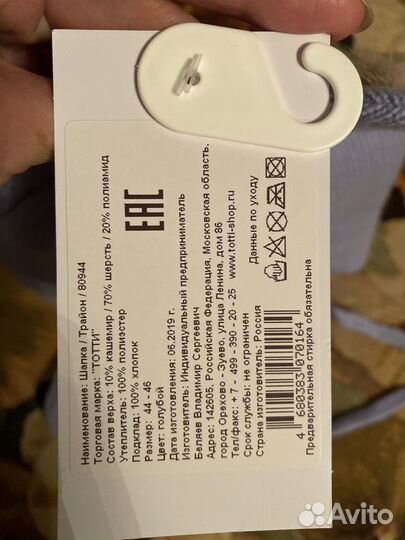 Наименование: Шапка / Трайон / 80944
Торговая марка: "ТОТТИ"
Состав верха: 10% кашемир / 70% шерсть / 20% полиамид
Утеплитель: 100% полиэстер
Подклад: 100% хлопок
Размер: 44 - 46
Цвет: голубой
Дата изготовления: 06.2019 г.
Изготовитель: Индивидуальный предприниматель
Беляев Владимир Сергеевич
Адрес: 142605, Российская Федерация, Московская область,
город Орехово - Зуево, улица Ленина, дом 86
Тел/факс: + 7 - 499 - 390 - 20 - 25 www.totti-shop.ru
Срок службы: не ограничен
Страна изготовитель: Россия
EAC
Данные по уходу
4 680383 070164
Предварительная стирка обязательна
Avito